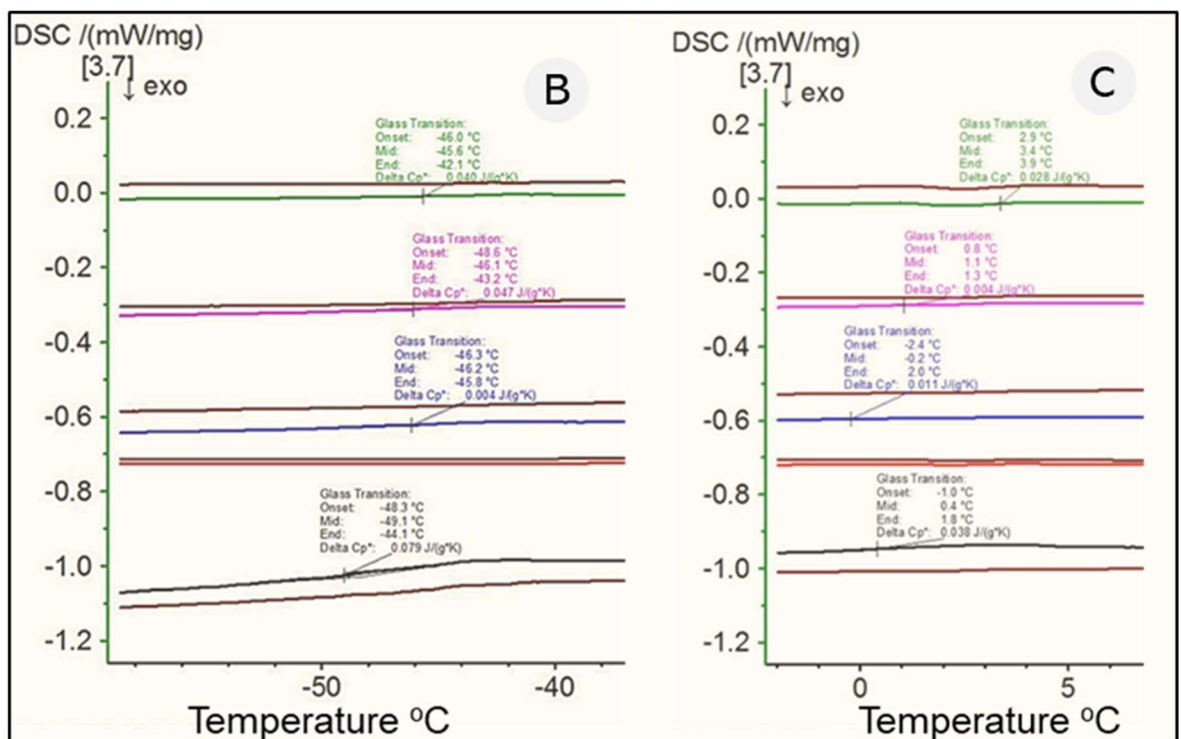 DSC /(mW/mg)
[3.7]
↓ exo
B
0.2
0.0
-0.2
-0.4
-0.6
-0.8
-1.0
-1.2
Glass Transition:
Onset: -46.0 °C
Mid: -45.6 °C
End: -42.1 °C
Delta Cp*: 0.040 J/(g*K)
Glass Transition:
Onset: -48.6 °C
Mid: -46.1 °C
End: -43.2 °C
Delta Cp*: 0.047 J/(g*K)
Glass Transition:
Onset: -46.3 °C
Mid: -46.2 °C
End: -45.8 °C
Delta Cp*: 0.004 J/(g*K)
Glass Transition:
Onset: -48.3 °C
Mid: -49.1 °C
End: -44.1 °C
Delta Cp*: 0.079 J/(g*K)
-50 -40
Temperature ºC
DSC /(mW/mg)
[3.7]
↓ exo
C
0.2
0.0
-0.2
-0.4
-0.6
-0.8
-1.0
-1.2
Glass Transition:
Onset: 2.9 °C
Mid: 3.4 °C
End: 3.9 °C
Delta Cp*: 0.028 J/(g*K)
Glass Transition:
Onset: 0.8 °C
Mid: 1.1 °C
End: 1.3 °C
Delta Cp*: 0.004 J/(g*K)
Glass Transition:
Onset: -2.4 °C
Mid: -0.2 °C
End: 2.0 °C
Delta Cp*: 0.011 J/(g*K)
Glass Transition:
Onset: -1.0 °C
Mid: 0.4 °C
End: 1.8 °C
Delta Cp*: 0.038 J/(g*K)
0 5
Temperature ºC